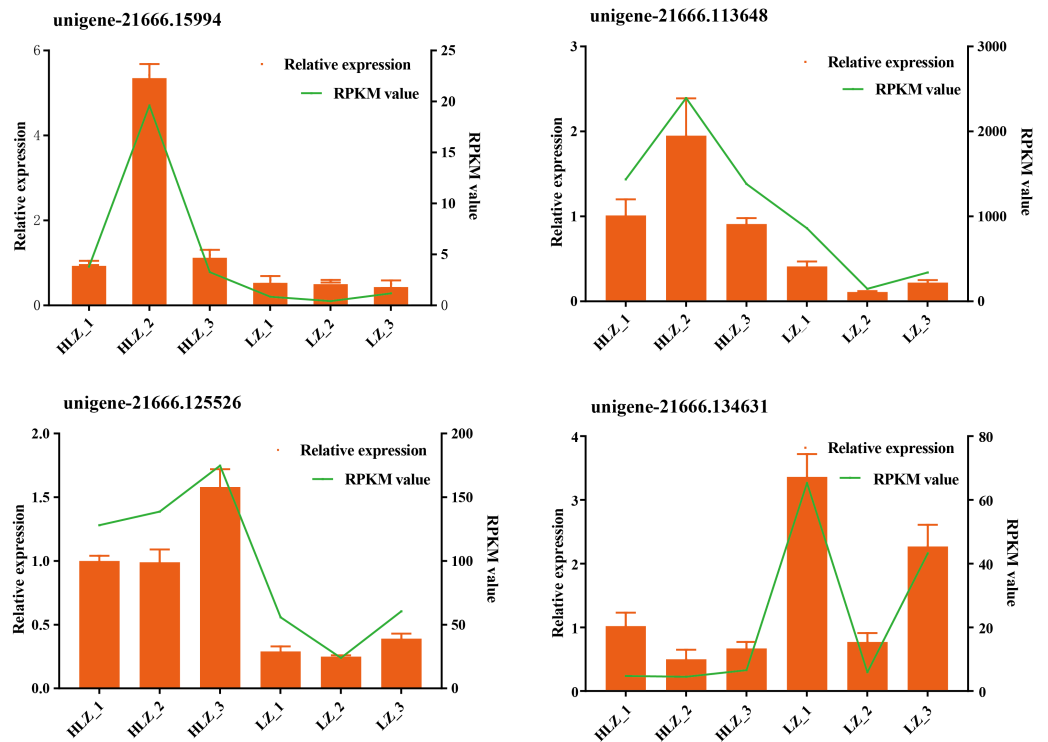 unigene-21666.15994
6
4
2
0
Relative expression
25
20
15
10
5
0
RPKM value
Relative expression
RPKM value
HLZ_1
HLZ_2
HLZ_3
LZ_1
LZ_2
LZ_3
unigene-21666.113648
3
2
1
0
Relative expression
3000
2000
1000
0
RPKM value
Relative expression
RPKM value
HLZ_1
HLZ_2
HLZ_3
LZ_1
LZ_2
LZ_3
unigene-21666.125526
2.0
1.5
1.0
0.5
0.0
Relative expression
200
150
100
50
0
RPKM value
Relative expression
RPKM value
HLZ_1
HLZ_2
HLZ_3
LZ_1
LZ_2
LZ_3
unigene-21666.134631
4
3
2
1
0
Relative expression
80
60
40
20
0
RPKM value
Relative expression
RPKM value
HLZ_1
HLZ_2
HLZ_3
LZ_1
LZ_2
LZ_3